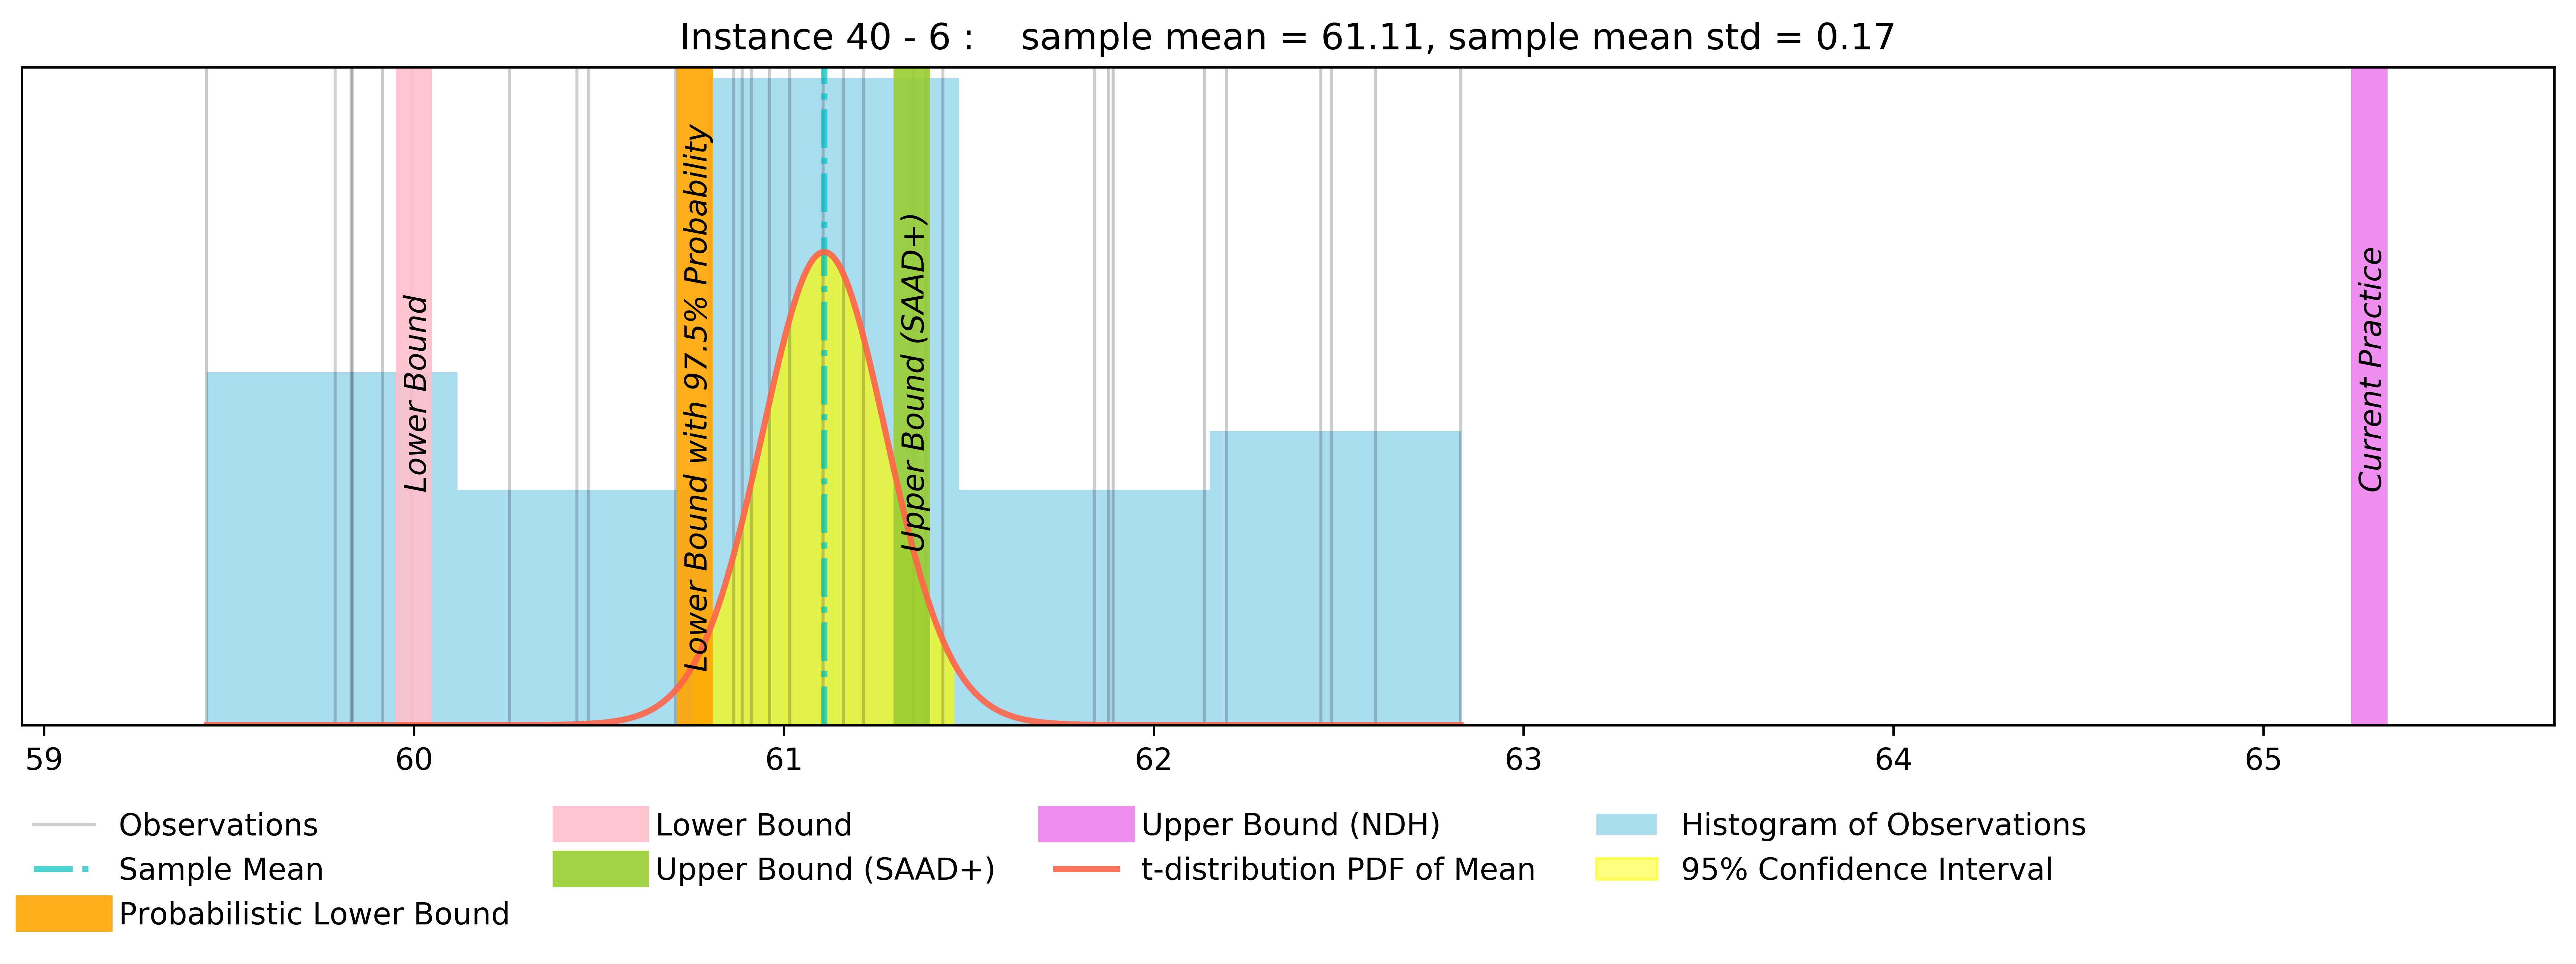 Instance 40 - 6 :    sample mean = 61.11, sample mean std = 0.17
Lower Bound
Lower Bound with 97.5% Probability
Upper Bound (SAAD+)
Current Practice
59 60 61 62 63 64 65
Observations Lower Bound Upper Bound (NDH) Histogram of Observations
Sample Mean Upper Bound (SAAD+) t-distribution PDF of Mean 95% Confidence Interval
Probabilistic Lower Bound